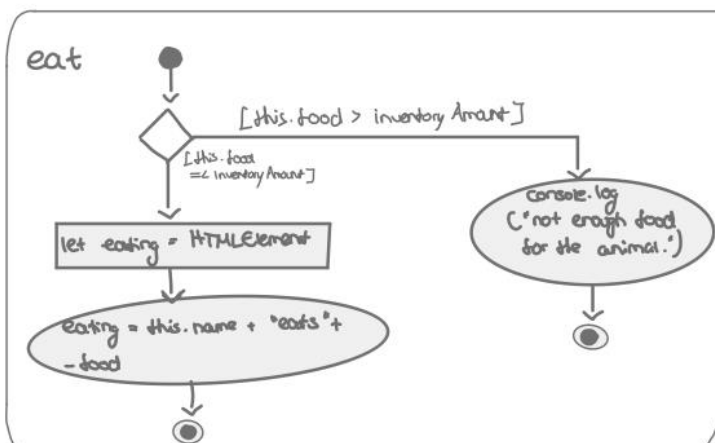 eat
[this.food > inventoryAmount]
[this.food
=< inventoryAmount]
let eating = HTMLElement
eating = this.name + "eats" +
_food
console.log
("not enough food
for the animal.")